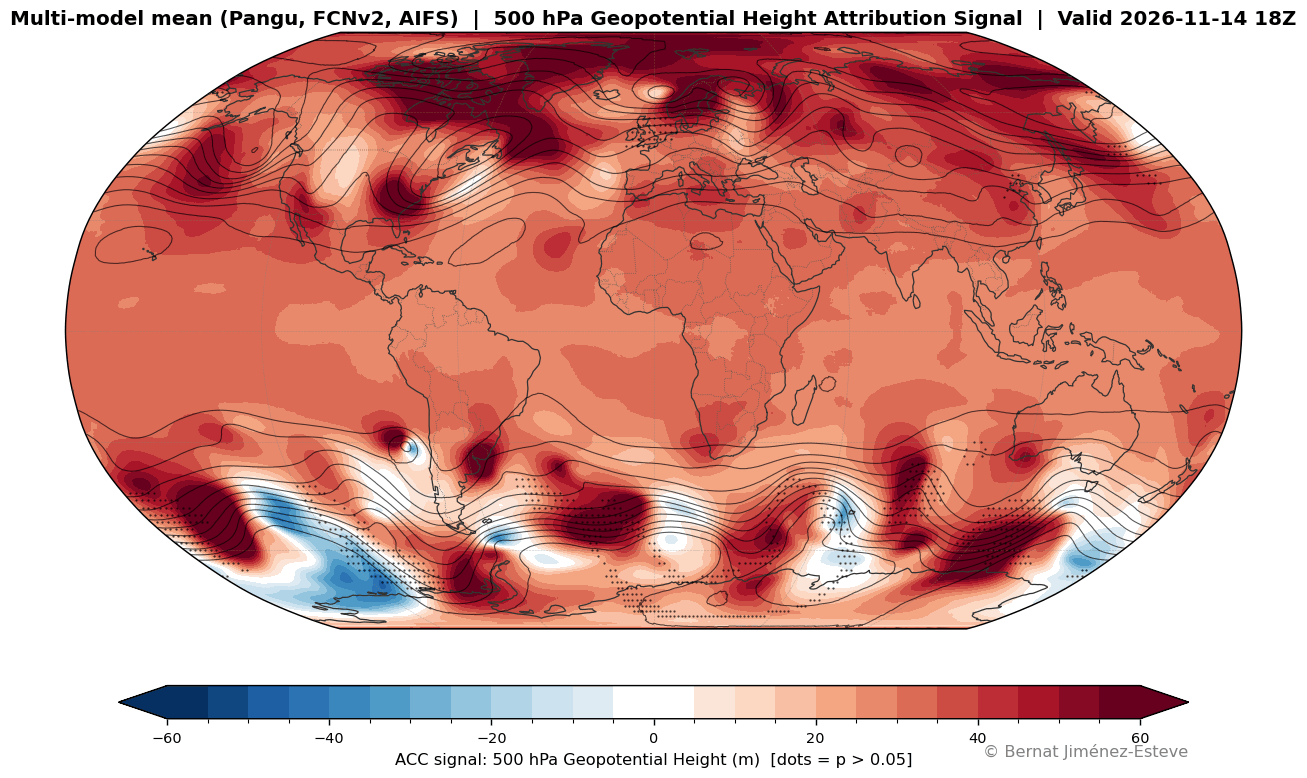 Multi-model mean (Pangu, FCNv2, AIFS) | 500 hPa Geopotential Height Attribution Signal | Valid 2026-11-14 18Z
−60 −40 −20 0 20 40 60
ACC signal: 500 hPa Geopotential Height (m) [dots = p > 0.05]
© Bernat Jiménez-Esteve